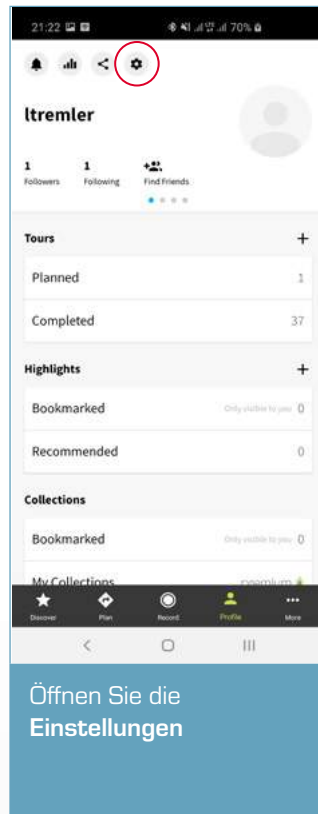 21:22 70%
ltremler
1 1
Followers Following Find Friends
Tours +
Planned 1
Completed 37
Highlights +
Bookmarked Only visible to you 0
Recommended 0
Collections
Bookmarked Only visible to you 0
My Collections premium
Discover Plan Record Profile More
Öffnen Sie die
Einstellungen